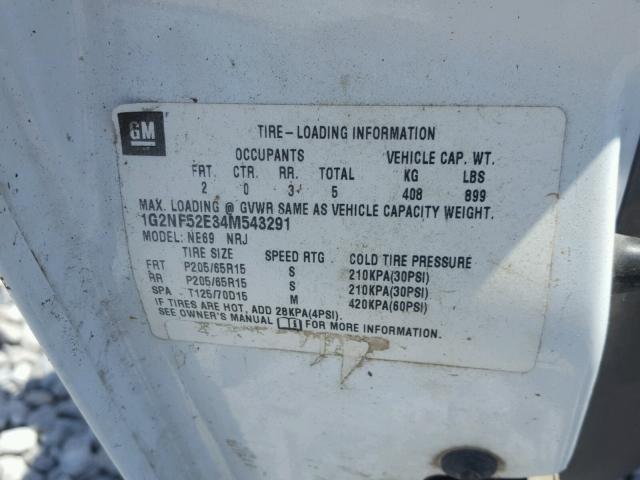 GM
TIRE-LOADING INFORMATION
OCCUPANTS VEHICLE CAP. WT.
FRT. CTR. RR. TOTAL KG LBS
2 0 3 5 408 899
MAX. LOADING @ GVWR SAME AS VEHICLE CAPACITY WEIGHT.
1G2NF52E34M543291
MODEL: NE69 NRJ
TIRE SIZE SPEED RTG COLD TIRE PRESSURE
FRT P205/65R15 S 210KPA(30PSI)
RR P205/65R15 S 210KPA(30PSI)
SPA T125/70D15 M 420KPA(60PSI)
IF TIRES ARE HOT, ADD 28KPA(4PSI).
SEE OWNER'S MANUAL FOR MORE INFORMATION.